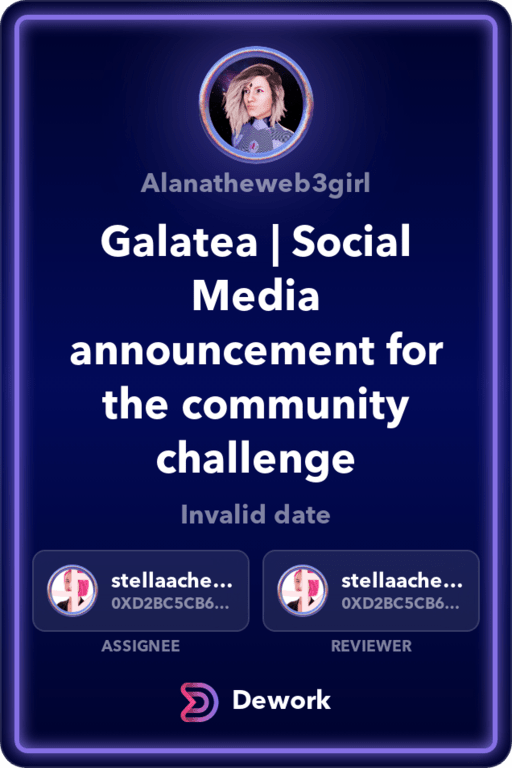 Alanatheweb3girl
Galatea | Social
Media
announcement for
the community
challenge
Invalid date
stellaache...
0XD2BC5CB6...
ASSIGNEE
stellaache...
0XD2BC5CB6...
REVIEWER
Dework